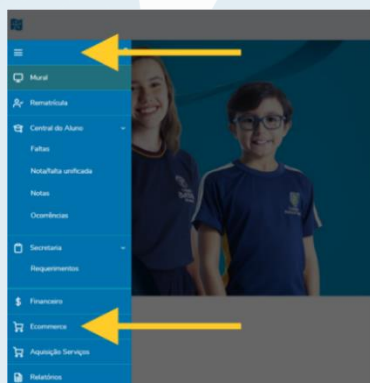 Mural
Rematrícula
Central do Aluno
Faltas
Nota/falta unificada
Notas
Ocorrências
Secretaria
Requerimentos
Financeiro
Ecommerce
Aquisição Serviços
Relatórios